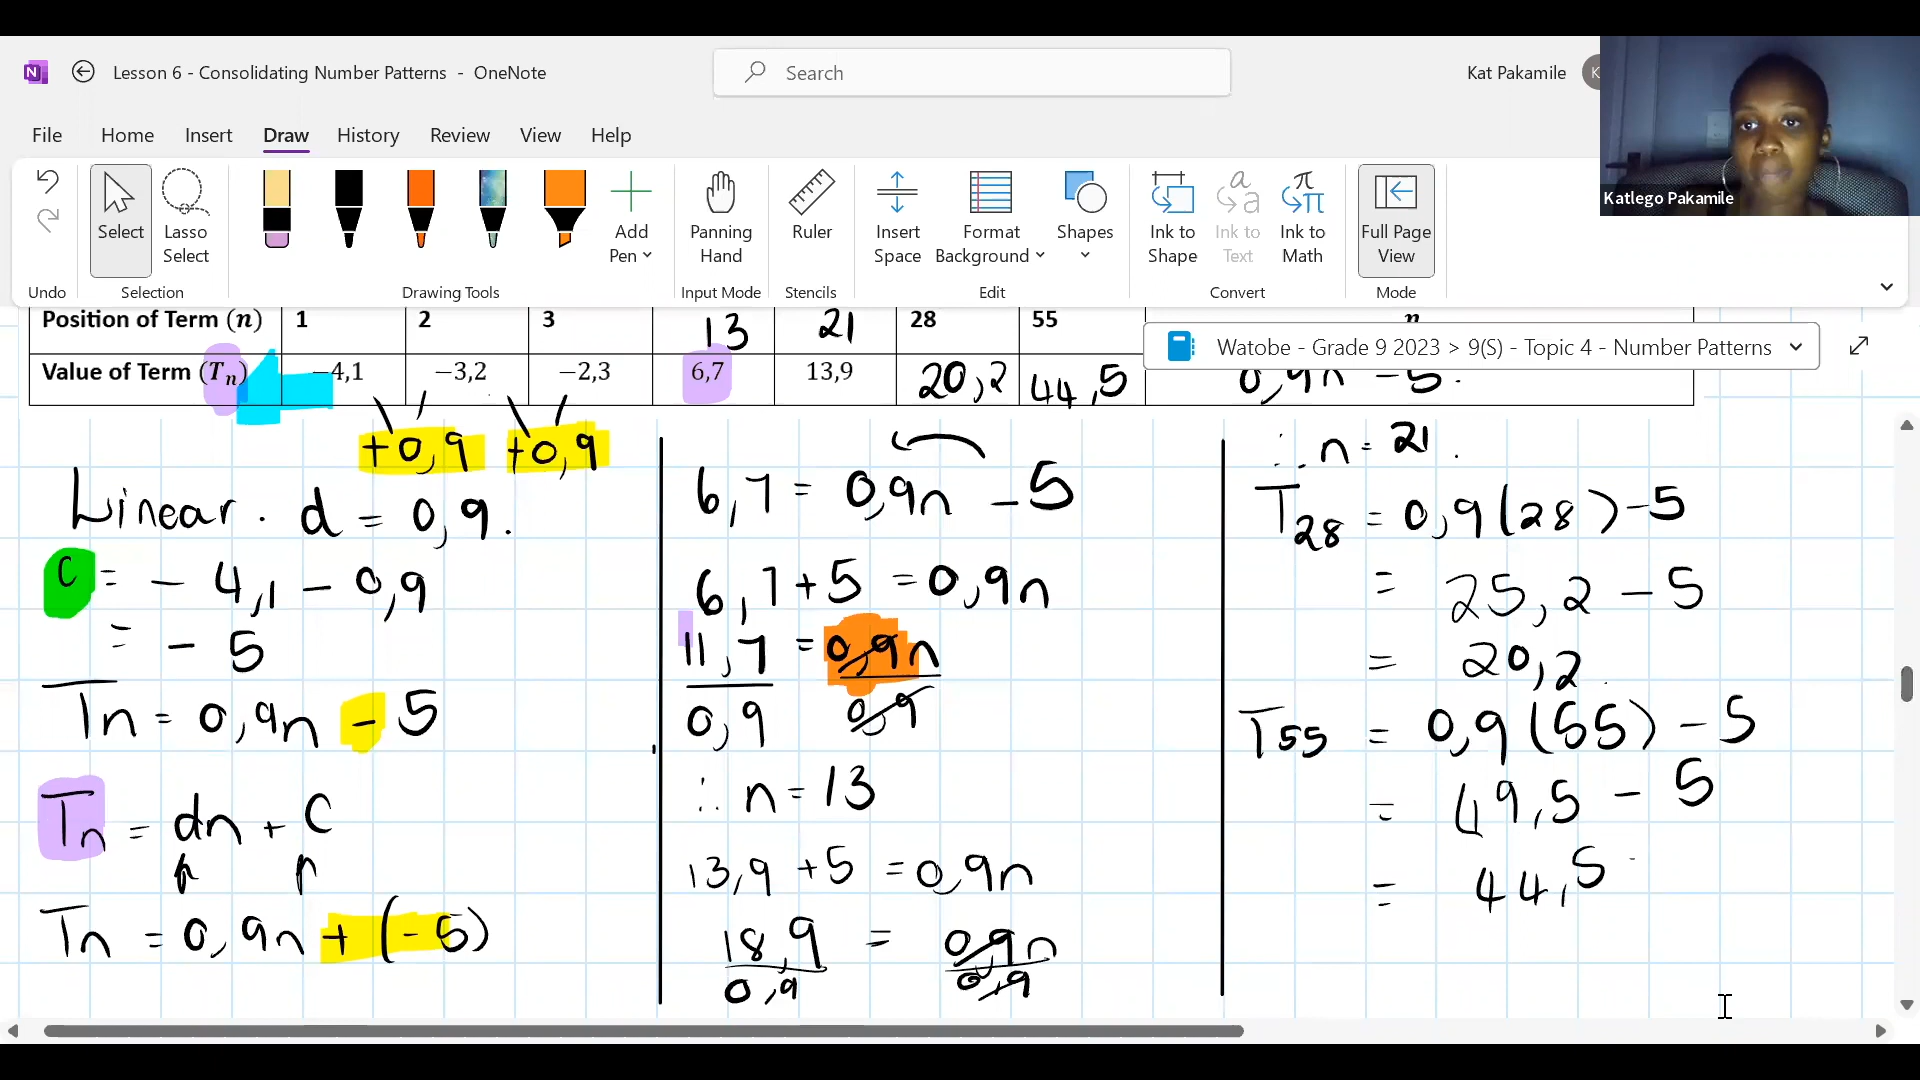 Lesson 6 - Consolidating Number Patterns - OneNote
Search
Kat Pakamile
K
Katlego Pakamile
File Home Insert Draw History Review View Help
Select
Lasso Select
Add Pen
Panning Hand
Ruler
Insert Space
Format Background
Shapes
Ink to Shape
Ink to Text
Ink to Math
Full Page View
Undo Selection Drawing Tools Input Mode Stencils Edit Convert Mode
Position of Term (n) 1 2 3 13 21 28 55 n
Watobe - Grade 9 2023 > 9(S) - Topic 4 - Number Patterns
Value of Term (Tn) −4,1 −3,2 −2,3 6,7 13,9 20,2 44,5 0,9n - 5.
+0,9 +0,9
Linear. d = 0,9.
C = - 4,1 - 0,9
= - 5
Tn = 0,9n - 5
Tn = dn + C
Tn = 0,9n + (-5)
6,7 = 0,9n - 5
6,7 + 5 = 0,9n
11,7 = 0,9n
0,9 0,9
∴ n = 13
13,9 + 5 = 0,9n
18,9 = 0,9n
0,9 0,9
∴ n = 21.
T28 = 0,9(28) - 5
= 25,2 - 5
= 20,2.
T55 = 0,9(55) - 5
= 49,5 - 5
= 44,5